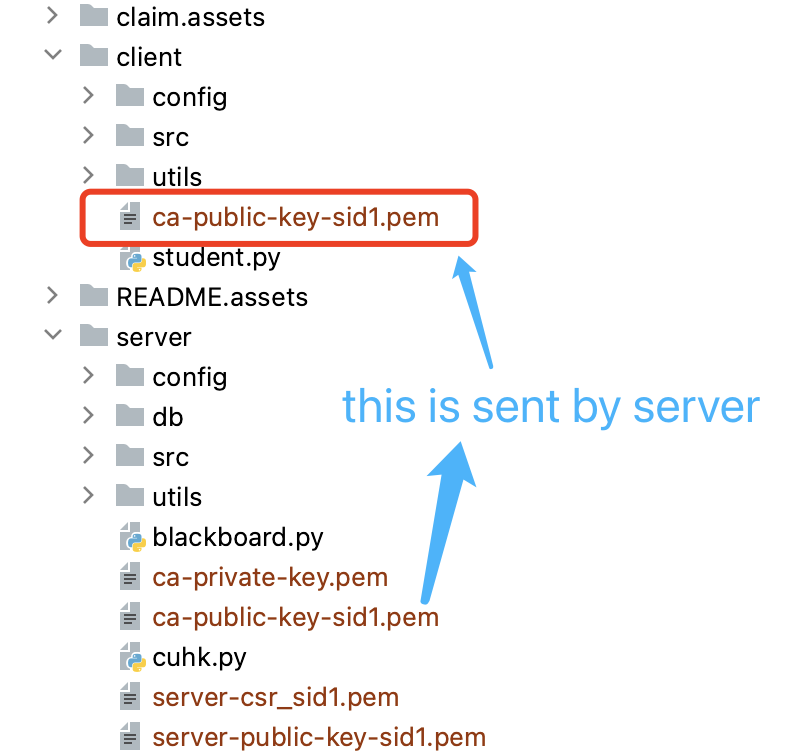 claim.assets
client
config
src
utils
ca-public-key-sid1.pem
student.py
README.assets
server
config
this is sent by server
db
src
utils
blackboard.py
ca-private-key.pem
ca-public-key-sid1.pem
cuhk.py
server-csr_sid1.pem
server-public-key-sid1.pem